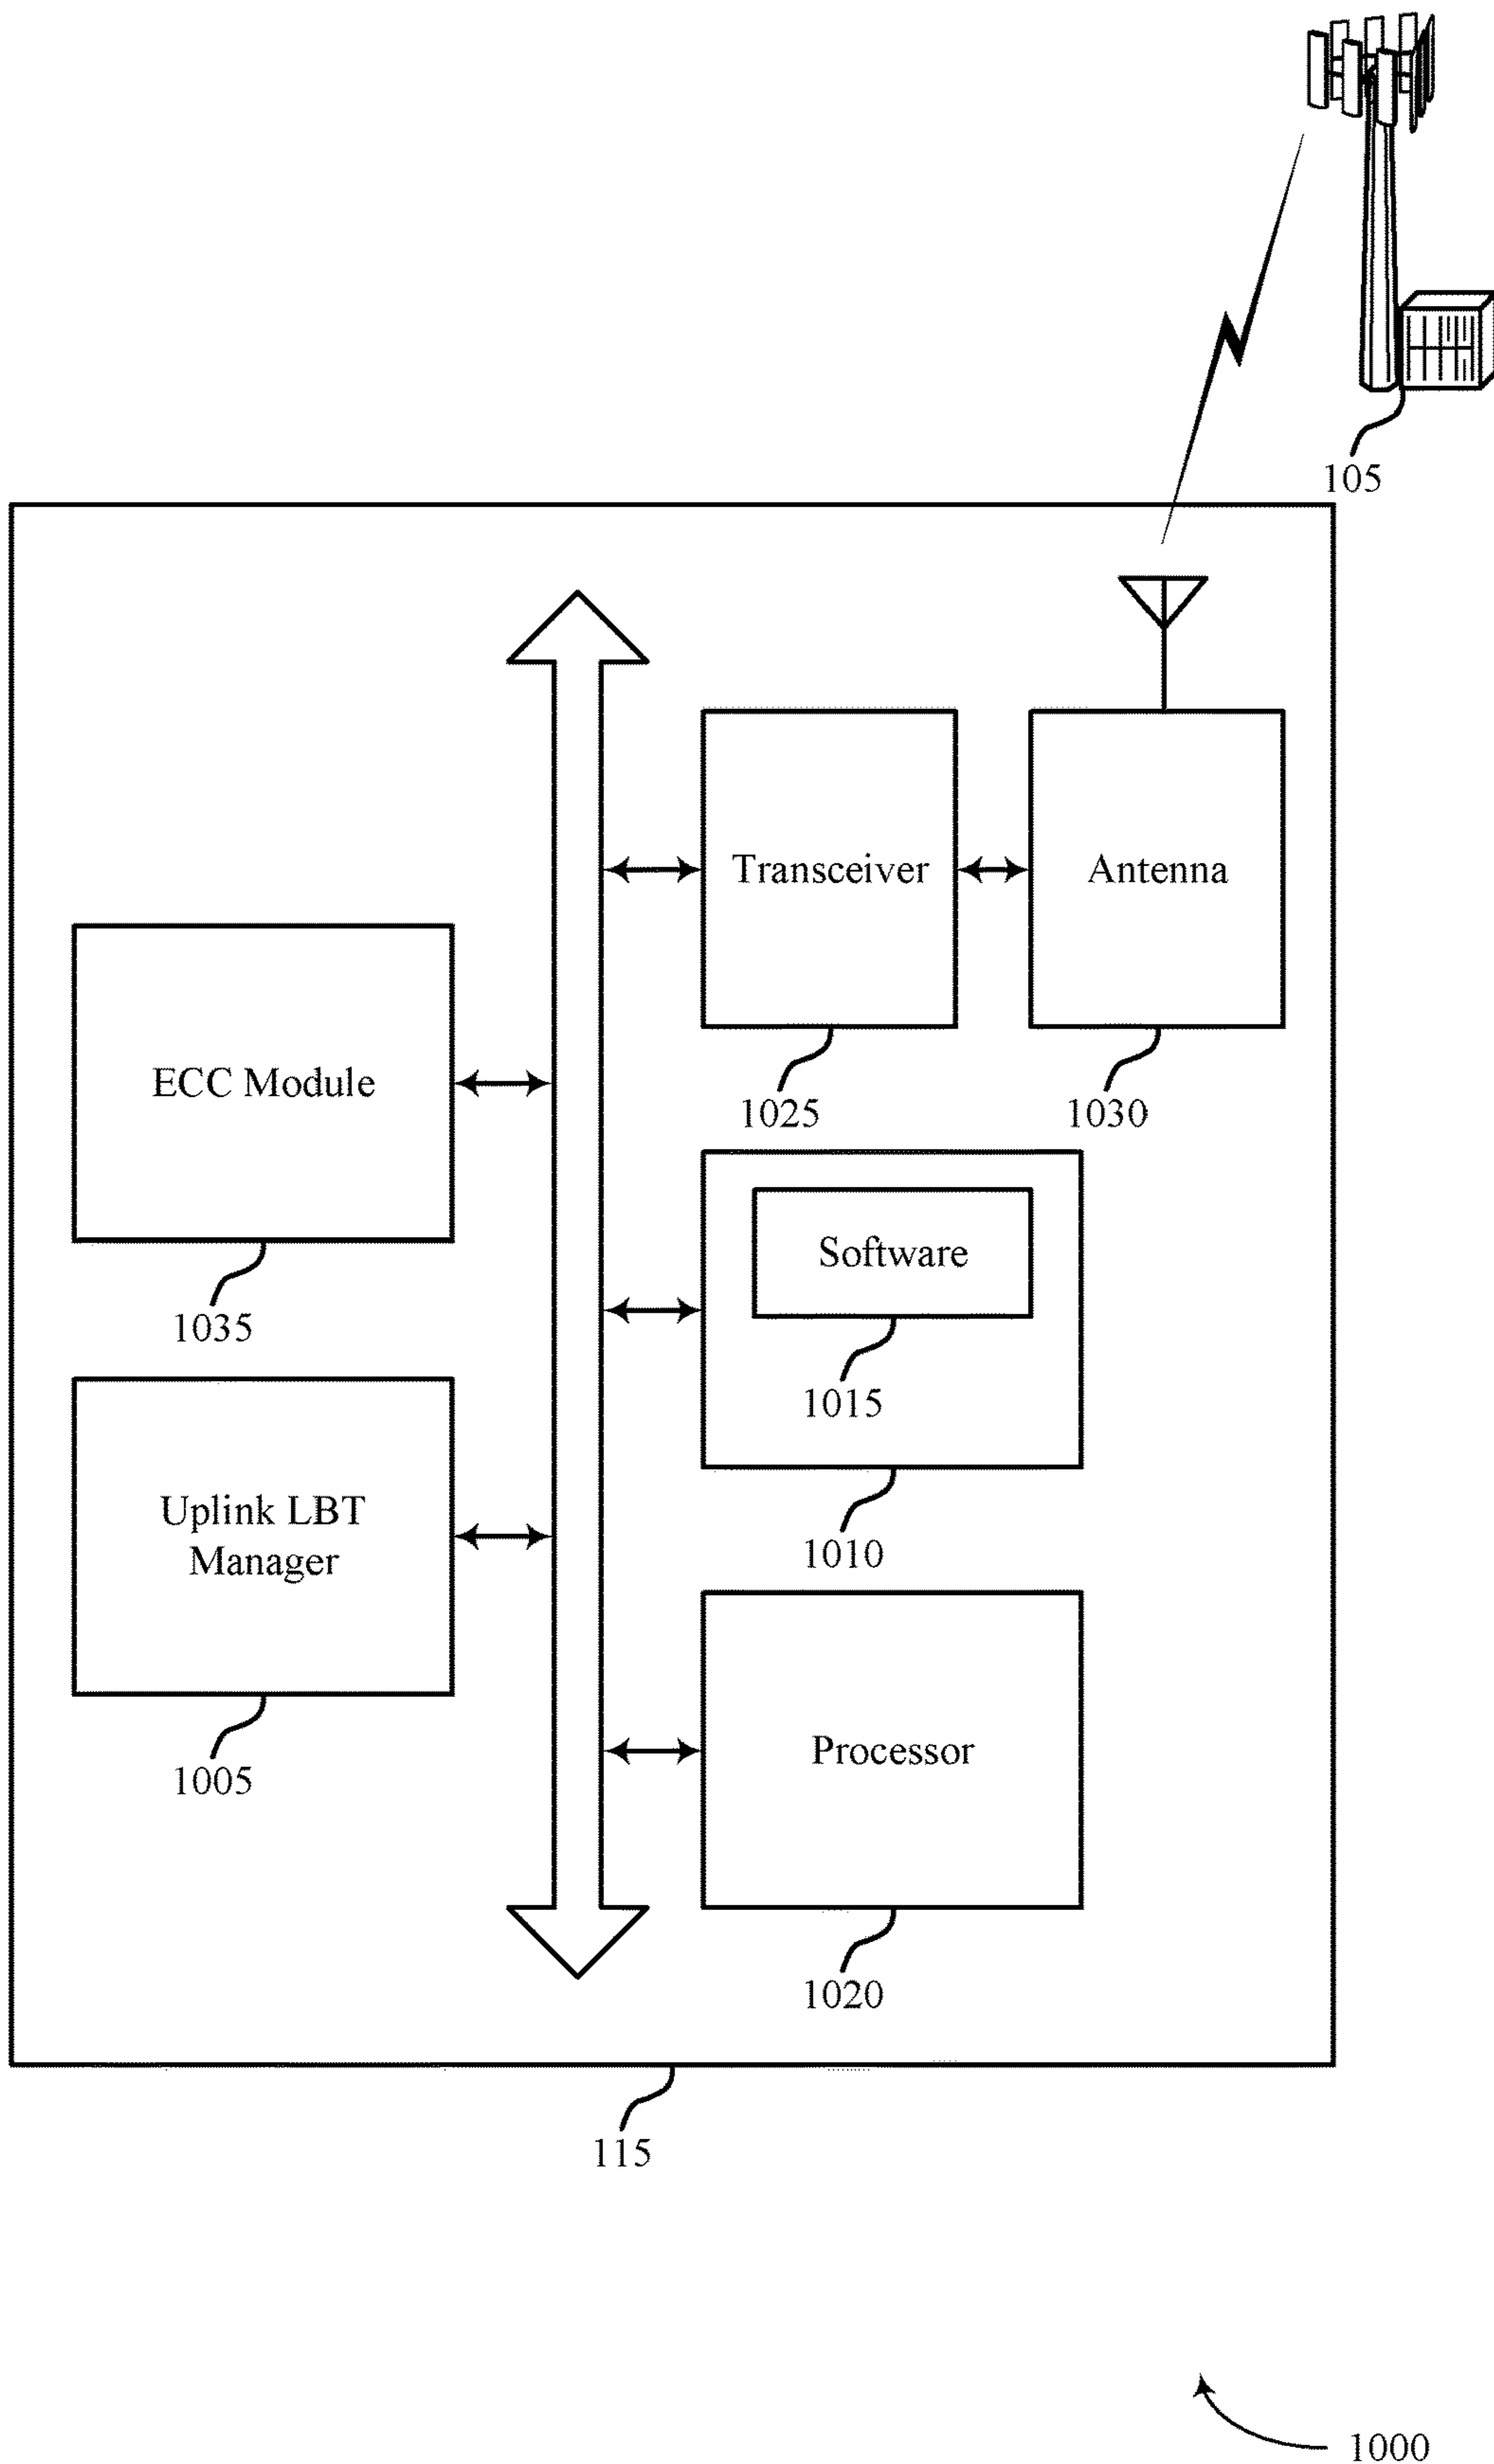 105
Transceiver
Antenna
1025
1030
ECC Module
1035
Software
1015
1010
Uplink LBT
Manager
1005
Processor
1020
115
1000